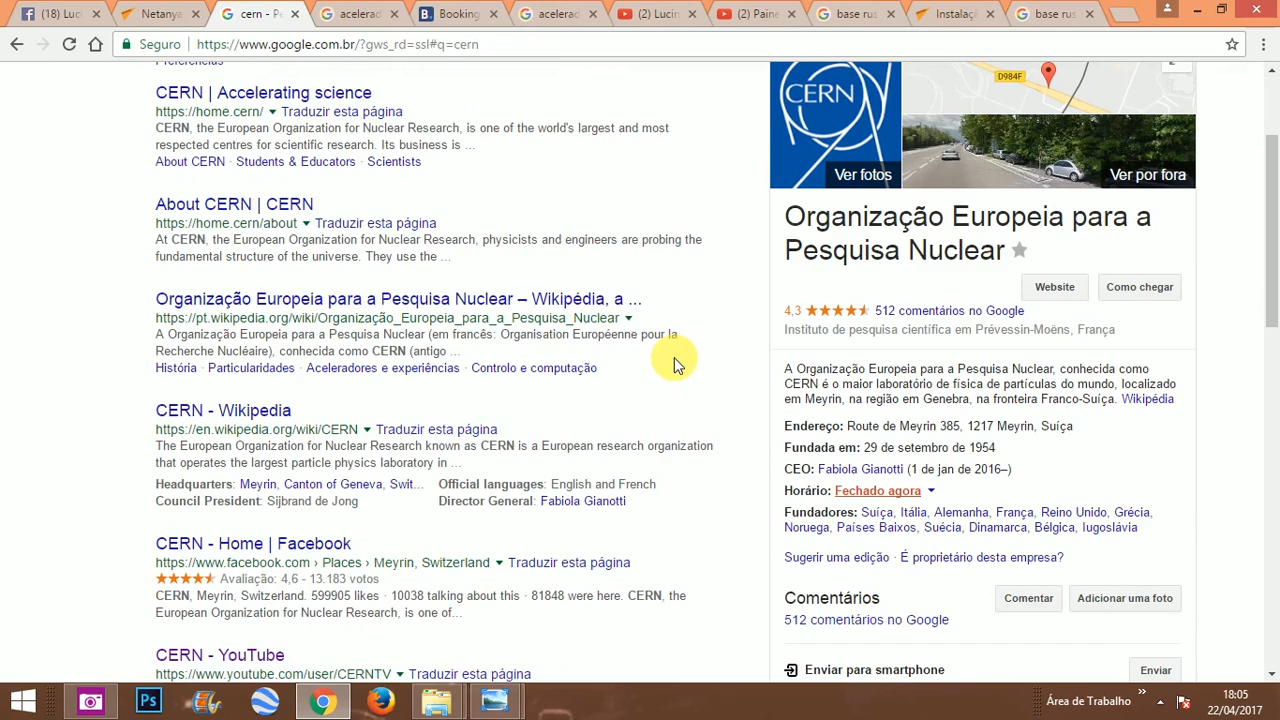 (18) Luc
Netanya
cern - Pe
acelerad
Booking
acelerad
(2) Lucin
(2) Paine
base rus
Instalaç
base rus
Seguro
https://www.google.com.br/?gws_rd=ssl#q=cern
Preferências
CERN | Accelerating science
https://home.cern/ Traduzir esta página
CERN, the European Organization for Nuclear Research, is one of the world's largest and most
respected centres for scientific research. Its business is ...
About CERN · Students & Educators · Scientists
About CERN | CERN
https://home.cern/about Traduzir esta página
At CERN, the European Organization for Nuclear Research, physicists and engineers are probing the
fundamental structure of the universe. They use the ...
Organização Europeia para a Pesquisa Nuclear – Wikipédia, a ...
https://pt.wikipedia.org/wiki/Organização_Europeia_para_a_Pesquisa_Nuclear
A Organização Europeia para a Pesquisa Nuclear (em francês: Organisation Européenne pour la
Recherche Nucléaire), conhecida como CERN (antigo ...
História · Particularidades · Aceleradores e experiências · Controlo e computação
CERN - Wikipedia
https://en.wikipedia.org/wiki/CERN Traduzir esta página
The European Organization for Nuclear Research known as CERN is a European research organization
that operates the largest particle physics laboratory in ...
Headquarters: Meyrin, Canton of Geneva, Swit...
Official languages: English and French
Council President: Sijbrand de Jong
Director General: Fabiola Gianotti
CERN - Home | Facebook
https://www.facebook.com › Places › Meyrin, Switzerland Traduzir esta página
Avaliação: 4,6 - 13.183 votos
CERN, Meyrin, Switzerland. 599905 likes · 10038 talking about this · 81848 were here. CERN, the
European Organization for Nuclear Research, is one of...
CERN - YouTube
https://www.youtube.com/user/CERNTV Traduzir esta página
CERN
D984F
Ver fotos
Ver por fora
Organização Europeia para a
Pesquisa Nuclear
Website
Como chegar
4,3 512 comentários no Google
Instituto de pesquisa científica em Prévessin-Moëns, França
A Organização Europeia para a Pesquisa Nuclear, conhecida como
CERN é o maior laboratório de física de partículas do mundo, localizado
em Meyrin, na região em Genebra, na fronteira Franco-Suíça. Wikipédia
Endereço: Route de Meyrin 385, 1217 Meyrin, Suíça
Fundada em: 29 de setembro de 1954
CEO: Fabiola Gianotti (1 de jan de 2016–)
Horário: Fechado agora
Fundadores: Suíça, Itália, Alemanha, França, Reino Unido, Grécia,
Noruega, Países Baixos, Suécia, Dinamarca, Bélgica, Iugoslávia
Sugerir uma edição · É proprietário desta empresa?
Comentários
Comentar
Adicionar uma foto
512 comentários no Google
Enviar para smartphone
Enviar
Ps
Área de Trabalho
18:05
22/04/2017